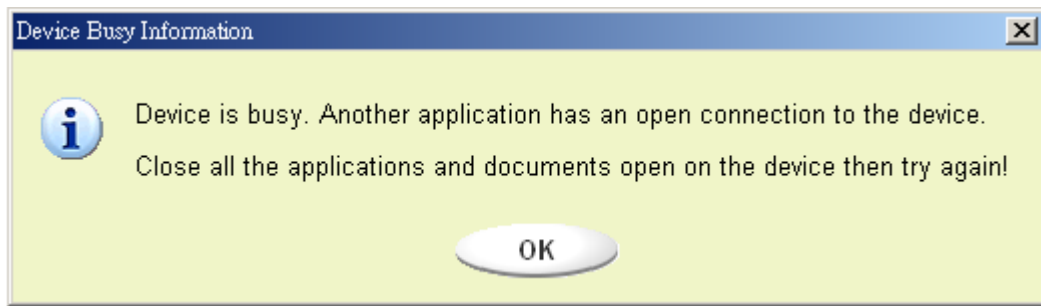 Device Busy Information
Device is busy. Another application has an open connection to the device.
Close all the applications and documents open on the device then try again!
OK